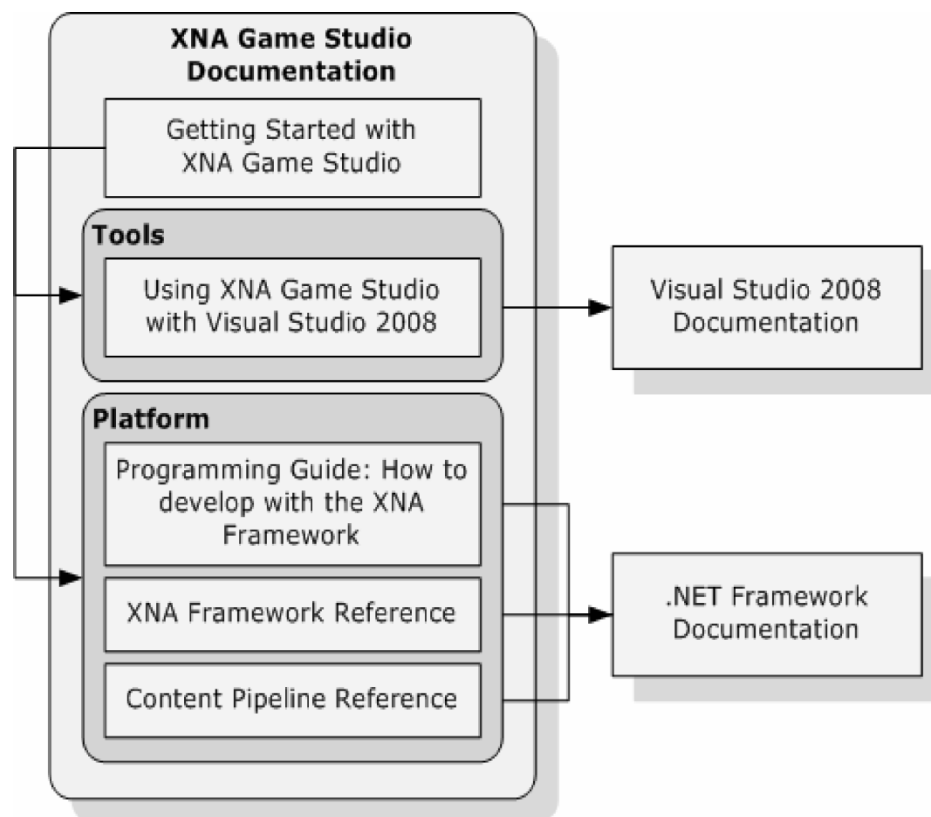 XNA Game Studio
Documentation
Getting Started with
XNA Game Studio
Tools
Using XNA Game Studio
with Visual Studio 2008
Visual Studio 2008
Documentation
Platform
Programming Guide: How to
develop with the XNA
Framework
XNA Framework Reference
Content Pipeline Reference
.NET Framework
Documentation